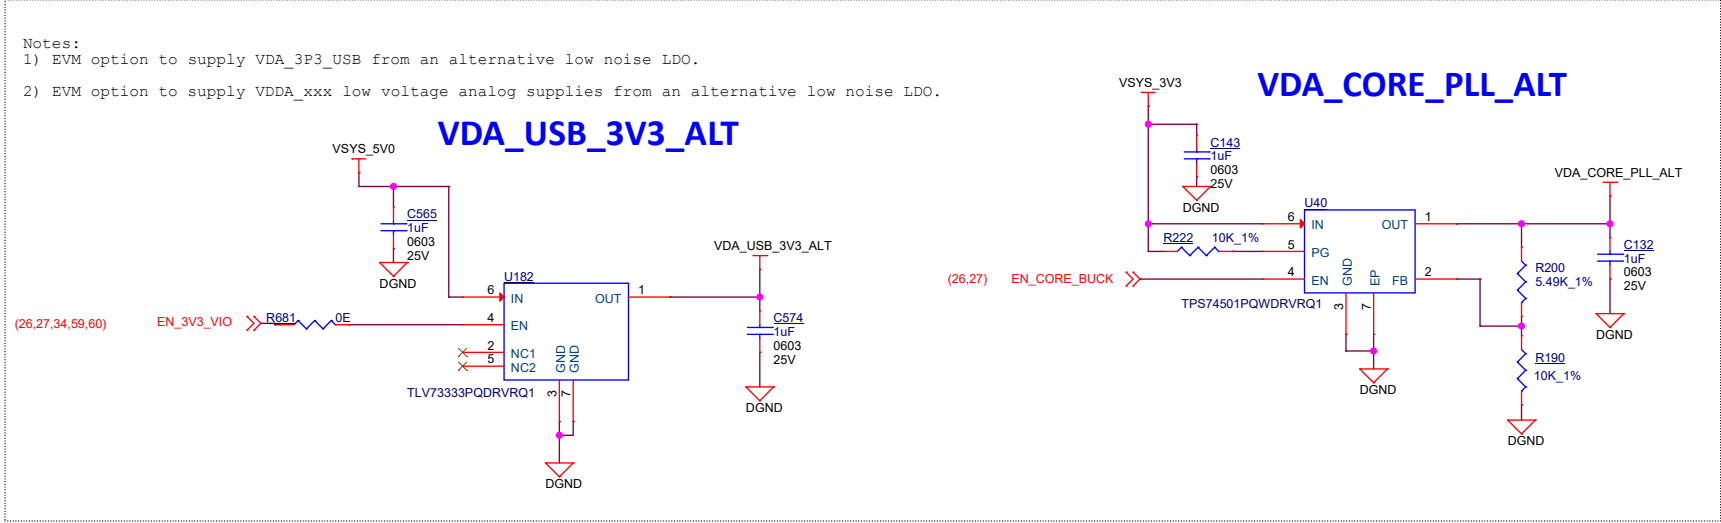 Notes:
1) EVM option to supply VDA_3P3_USB from an alternative low noise LDO.
2) EVM option to supply VDDA_xxx low voltage analog supplies from an alternative low noise LDO.
VDA_USB_3V3_ALT
VSYS_5V0
C565
1uF
0603
25V
DGND
U182
6
IN
OUT
1
4
EN
2
NC1
5
NC2
GND
GND
3
7
TLV73333PQDRVRQ1
DGND
(26,27,34,59,60)
EN_3V3_VIO
R681
0E
VDA_USB_3V3_ALT
C574
1uF
0603
25V
DGND
VDA_CORE_PLL_ALT
VSYS_3V3
C143
1uF
0603
25V
DGND
U40
6
IN
OUT
1
R222
10K_1%
5
PG
(26,27)
EN_CORE_BUCK
4
EN
GND
EP
FB
2
TPS74501PQWDRVRQ1
3
7
DGND
VDA_CORE_PLL_ALT
R200
5.49K_1%
C132
1uF
0603
25V
DGND
R190
10K_1%
DGND